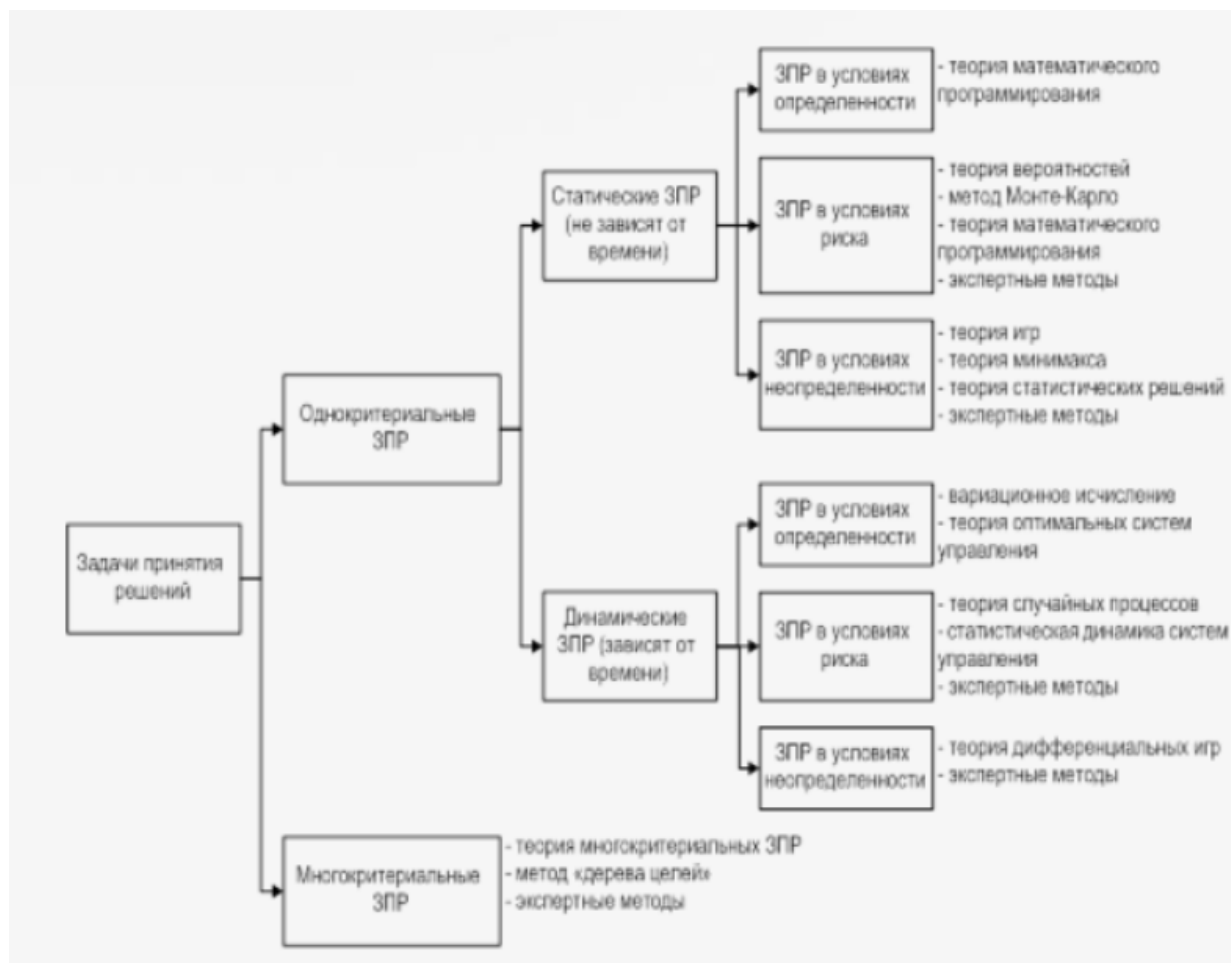 ЗПР в условиях
определенности
- теория математического
программирования
Статические ЗПР
(не зависят от
времени)
ЗПР в условиях
риска
- теория вероятностей
- метод Монте-Карло
- теория математического
программирования
- экспертные методы
ЗПР в условиях
неопределенности
- теория игр
- теория минимакса
- теория статистических решений
- экспертные методы
Однокритериальные
ЗПР
Задачи принятия
решений
ЗПР в условиях
определенности
- вариационное исчисление
- теория оптимальных систем
управления
Динамические
ЗПР (зависят от
времени)
ЗПР в условиях
риска
- теория случайных процессов
- статистическая динамика систем
управления
- экспертные методы
ЗПР в условиях
неопределенности
- теория дифференциальных игр
- экспертные методы
Многокритериальные
ЗПР
- теория многокритериальных ЗПР
- метод «дерева целей»
- экспертные методы